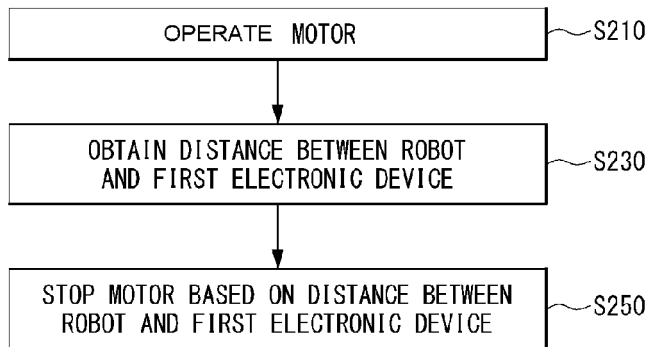 OPERATE MOTOR
S210
OBTAIN DISTANCE BETWEEN ROBOT
AND FIRST ELECTRONIC DEVICE
S230
STOP MOTOR BASED ON DISTANCE BETWEEN
ROBOT AND FIRST ELECTRONIC DEVICE
S250